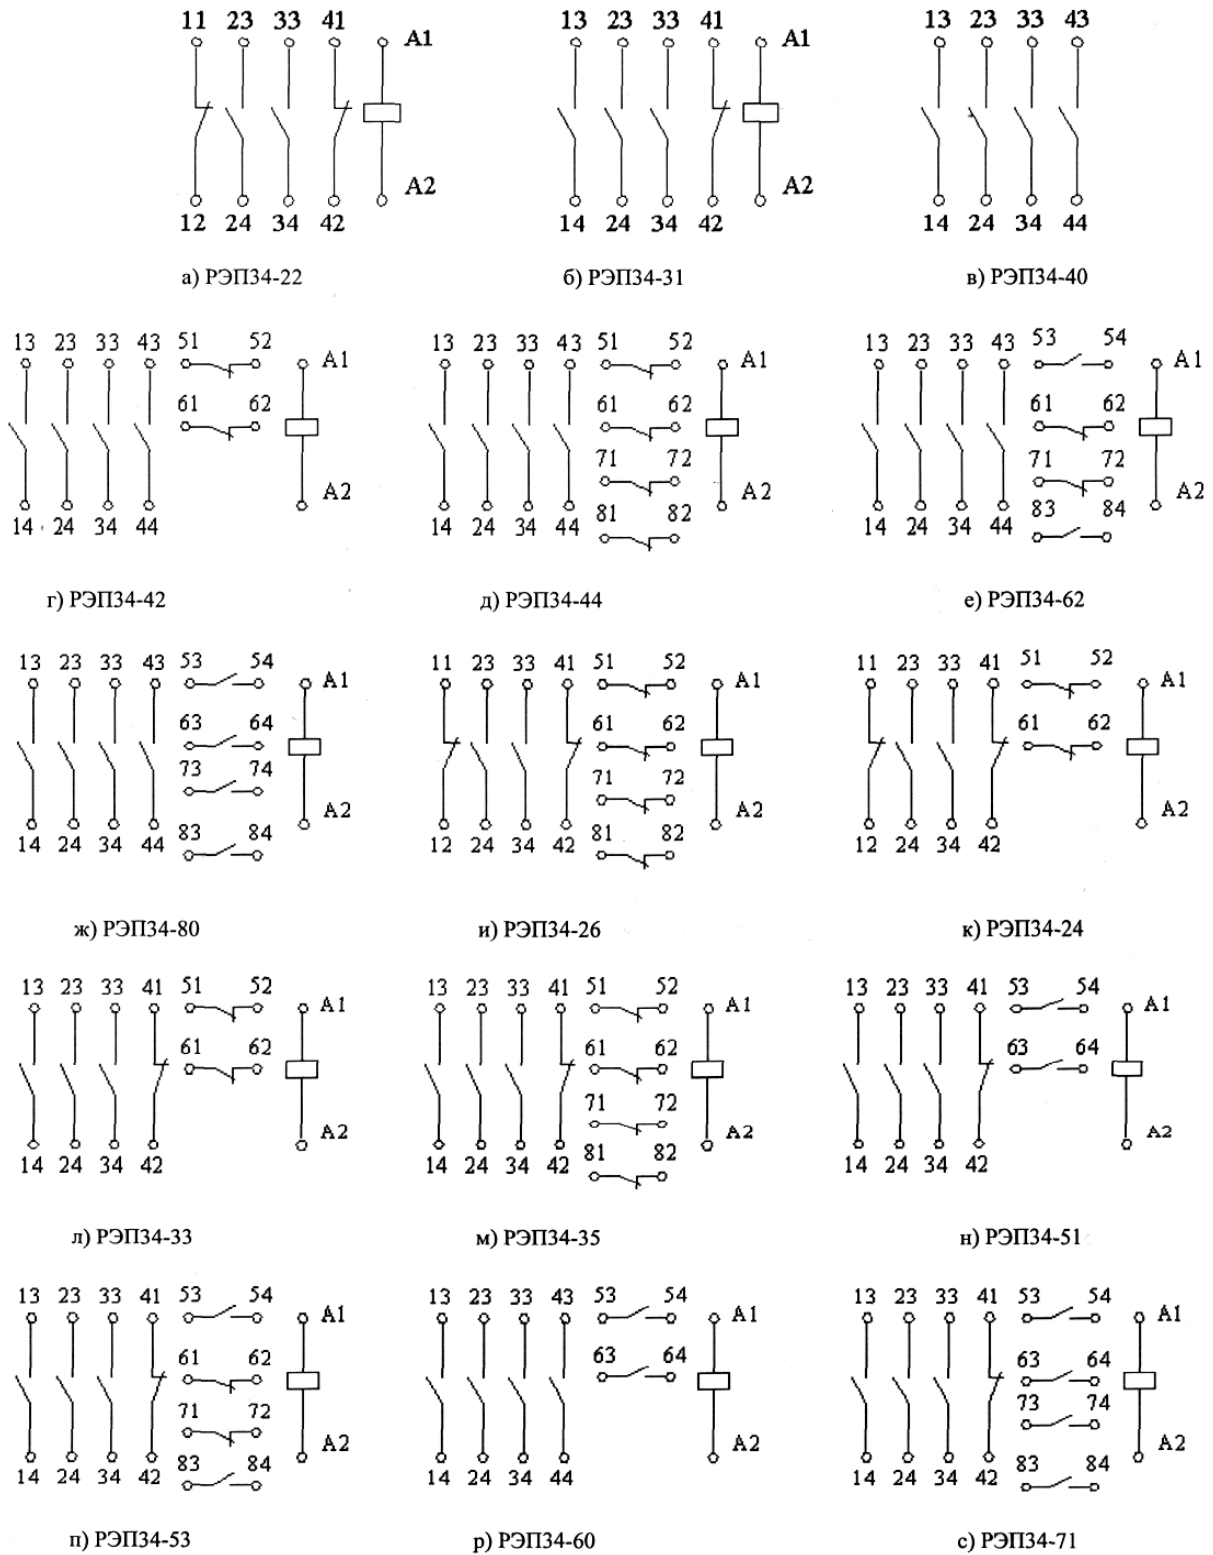 11 23 33 41 A1
12 24 34 42 A2
а) РЭП34-22
13 23 33 41 A1
14 24 34 42 A2
б) РЭП34-31
13 23 33 43
14 24 34 44
в) РЭП34-40
13 23 33 43 51 52 A1
61 62
14 24 34 44 A2
г) РЭП34-42
13 23 33 43 51 52 A1
61 62
71 72
81 82
14 24 34 44 A2
д) РЭП34-44
13 23 33 43 53 54 A1
61 62
71 72
83 84
14 24 34 44 A2
е) РЭП34-62
13 23 33 43 53 54 A1
63 64
73 74
83 84
14 24 34 44 A2
ж) РЭП34-80
11 23 33 41 51 52 A1
61 62
71 72
81 82
12 24 34 42 A2
и) РЭП34-26
11 23 33 41 51 52 A1
61 62
12 24 34 42 A2
к) РЭП34-24
13 23 33 41 51 52 A1
61 62
14 24 34 42 A2
л) РЭП34-33
13 23 33 41 51 52 A1
61 62
71 72
81 82
14 24 34 42 A2
м) РЭП34-35
13 23 33 41 53 54 A1
63 64
14 24 34 42 A2
н) РЭП34-51
13 23 33 41 53 54 A1
61 62
71 72
83 84
14 24 34 42 A2
п) РЭП34-53
13 23 33 43 53 54 A1
63 64
14 24 34 44 A2
р) РЭП34-60
13 23 33 41 53 54 A1
63 64
73 74
83 84
14 24 34 42 A2
с) РЭП34-71